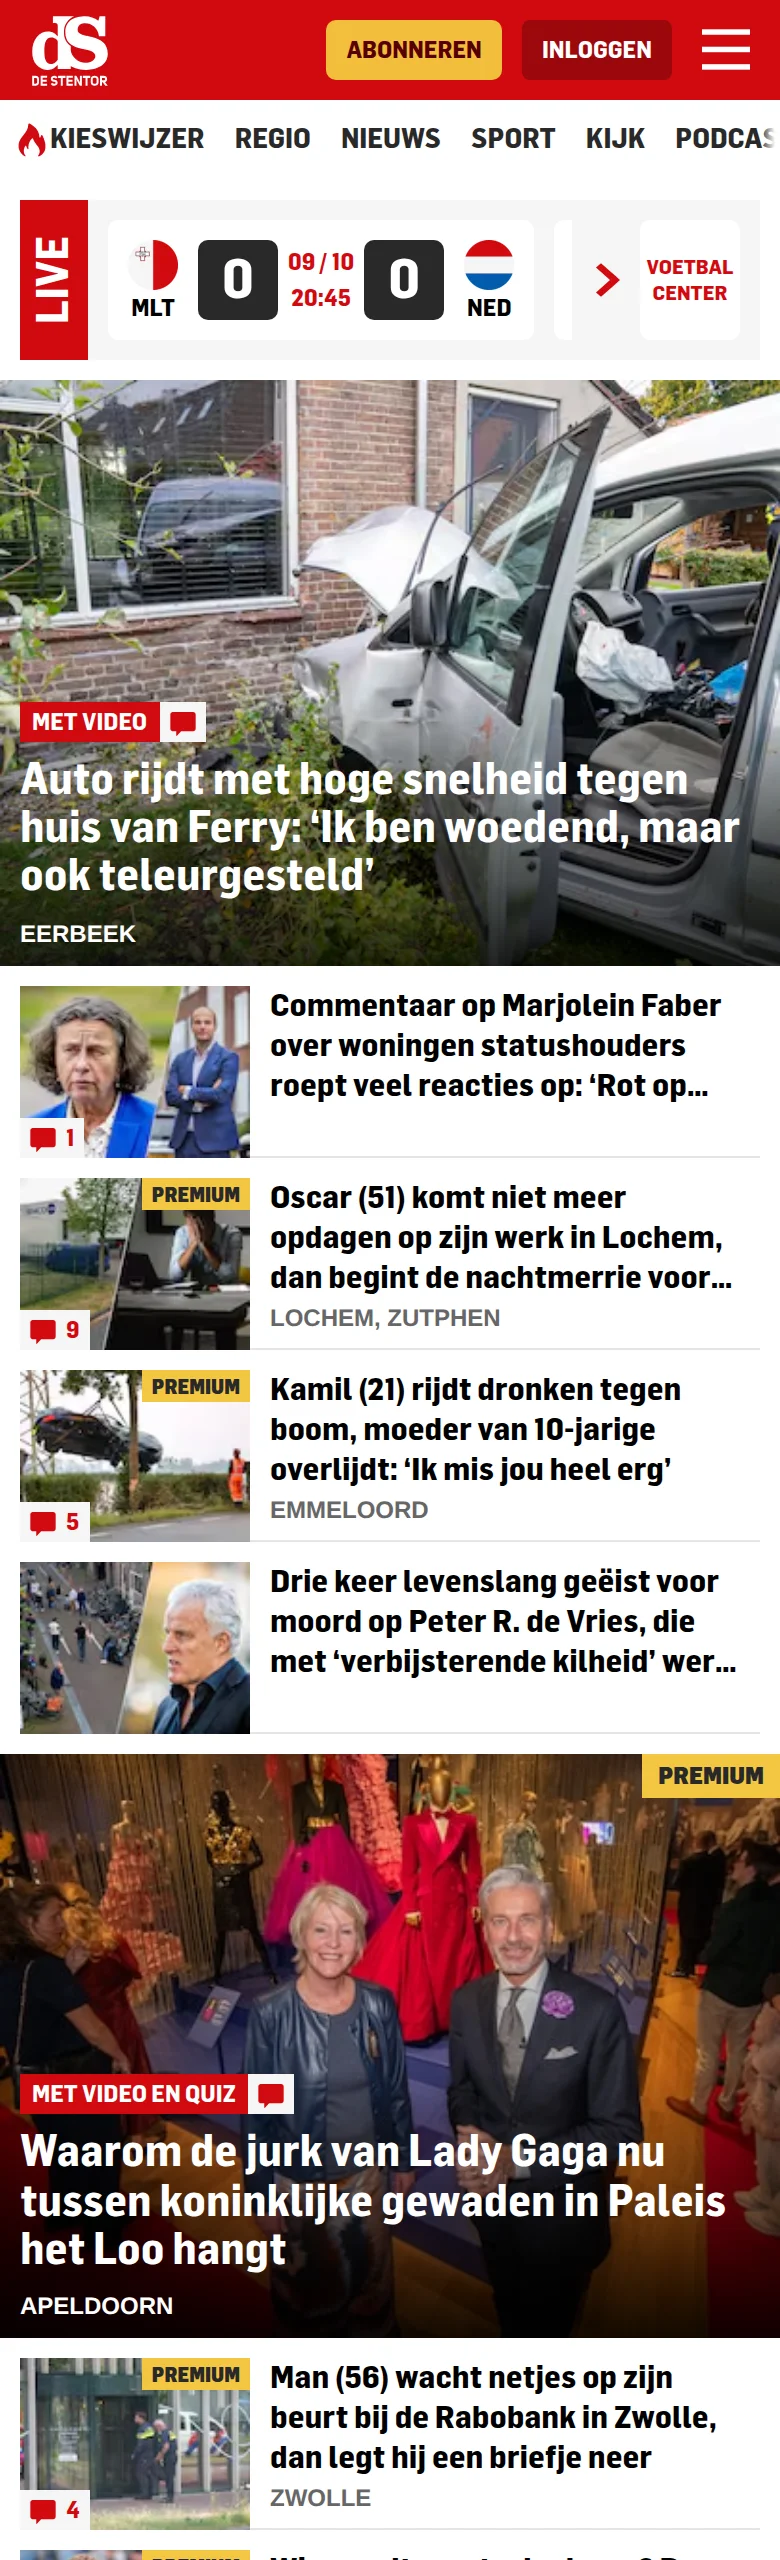 dS
DE STENTOR
ABONNEREN
INLOGGEN
KIESWIJZER REGIO NIEUWS SPORT KIJK PODCAS
LIVE
MLT
0
09 / 10
20:45
0
NED
VOETBAL
CENTER
MET VIDEO
Auto rijdt met hoge snelheid tegen
huis van Ferry: ‘Ik ben woedend, maar
ook teleurgesteld’
EERBEEK
Commentaar op Marjolein Faber
over woningen statushouders
roept veel reacties op: ‘Rot op...
1
PREMIUM
Oscar (51) komt niet meer
opdagen op zijn werk in Lochem,
dan begint de nachtmerrie voor...
LOCHEM, ZUTPHEN
9
PREMIUM
Kamil (21) rijdt dronken tegen
boom, moeder van 10-jarige
overlijdt: ‘Ik mis jou heel erg’
EMMELOORD
5
Drie keer levenslang geëist voor
moord op Peter R. de Vries, die
met ‘verbijsterende kilheid’ wer...
PREMIUM
MET VIDEO EN QUIZ
Waarom de jurk van Lady Gaga nu
tussen koninklijke gewaden in Paleis
het Loo hangt
APELDOORN
PREMIUM
Man (56) wacht netjes op zijn
beurt bij de Rabobank in Zwolle,
dan legt hij een briefje neer
ZWOLLE
4